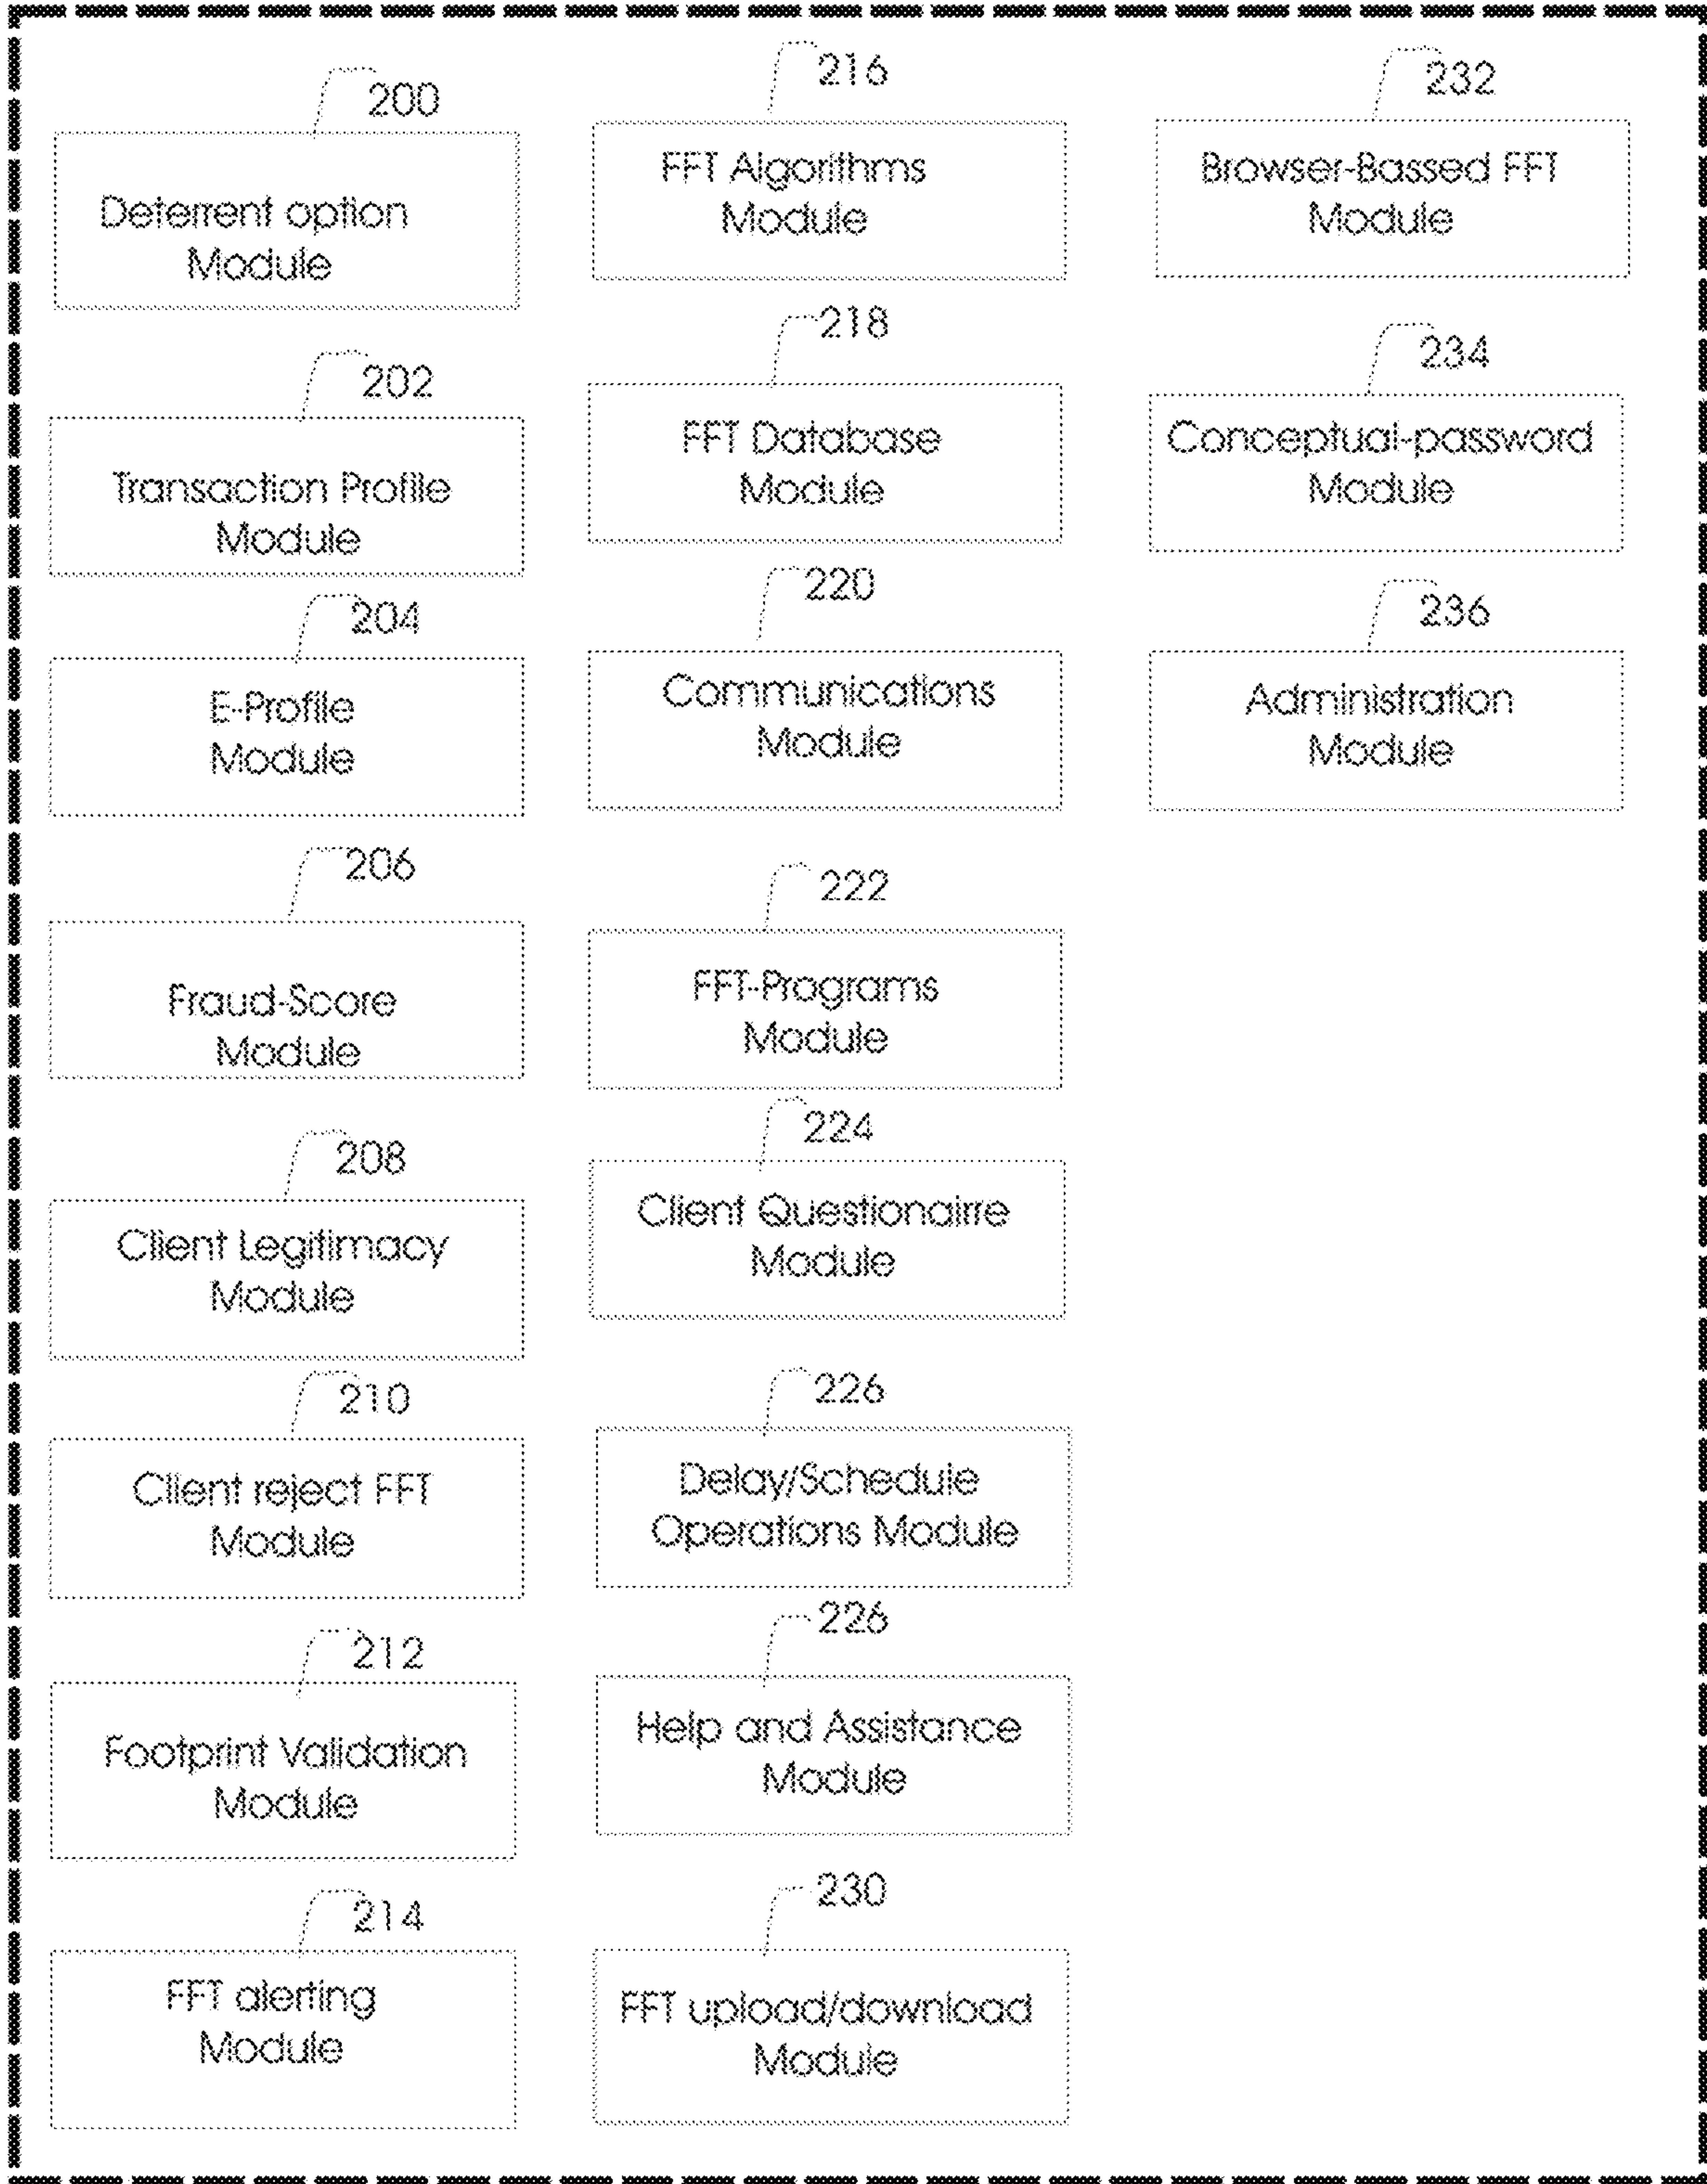 200
Deterrent option
Module
202
Transaction Profile
Module
204
E-Profile
Module
206
Fraud-Score
Module
208
Client Legitimacy
Module
210
Client reject FFT
Module
212
Footprint Validation
Module
214
FFT alerting
Module
216
FFT Algorithms
Module
218
FFT Database
Module
220
Communications
Module
222
FFT-Programs
Module
224
Client Questionairre
Module
226
Delay/Schedule
Operations Module
226
Help and Assistance
Module
230
FFT upload/download
Module
232
Browser-Bassed FFT
Module
234
Conceptual-password
Module
236
Administration
Module